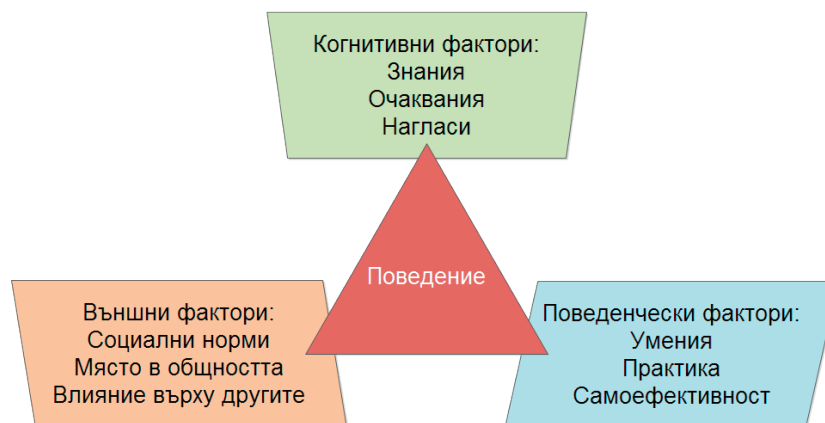 Когнитивни фактори:
Знания
Очаквания
Нагласи
Поведение
Външни фактори:
Социални норми
Място в общността
Влияние върху другите
Поведенчески фактори:
Умения
Практика
Самоефективност